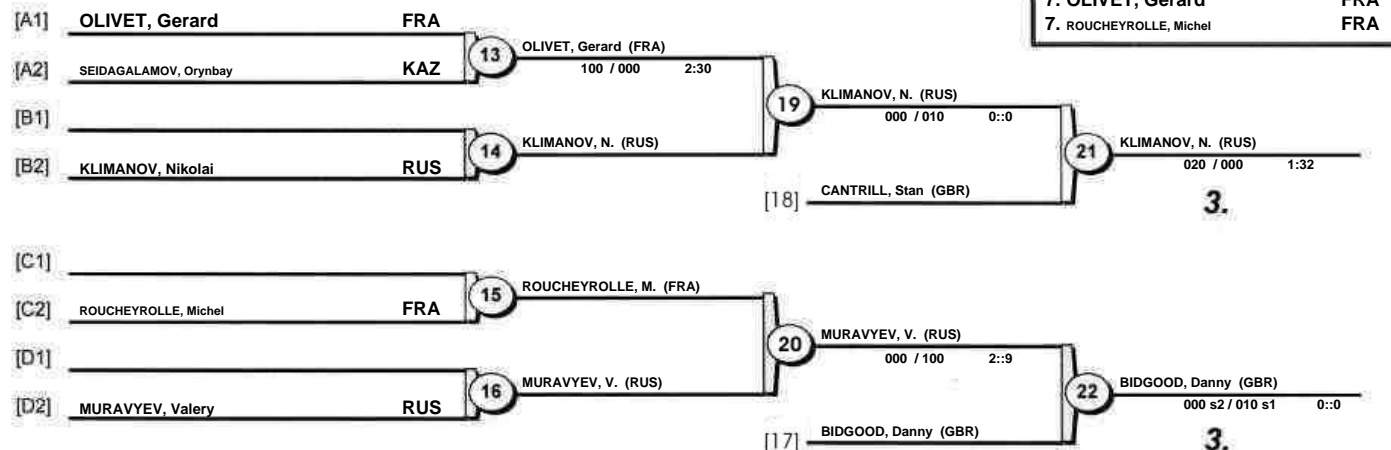 7. OLIVET, Gerard FRA
7. ROUCHEYROLLE, Michel FRA
[A1] OLIVET, Gerard FRA
13 OLIVET, Gerard (FRA)
100 / 000 2:30
[A2] SEIDAGALAMOV, Orynbay KAZ
19 KLIMANOV, N. (RUS)
000 / 010 0::0
[B1]
14 KLIMANOV, N. (RUS)
21 KLIMANOV, N. (RUS)
020 / 000 1:32
[B2] KLIMANOV, Nikolai RUS
[18] CANTRILL, Stan (GBR)
3.
[C1]
15 ROUCHEYROLLE, M. (FRA)
[C2] ROUCHEYROLLE, Michel FRA
20 MURAVYEV, V. (RUS)
000 / 100 2::9
[D1]
16 MURAVYEV, V. (RUS)
22 BIDGOOD, Danny (GBR)
000 s2 / 010 s1 0::0
[D2] MURAVYEV, Valery RUS
[17] BIDGOOD, Danny (GBR)
3.